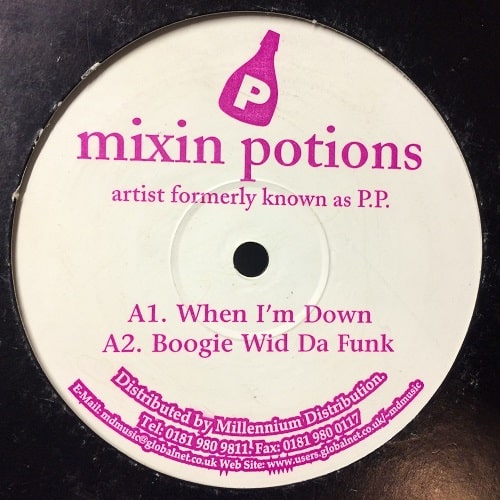 P
mixin potions
artist formerly known as P.P.
A1. When I'm Down
A2. Boogie Wid Da Funk
Distributed by Millennium Distribution.
Tel: 0181 980 9811. Fax: 0181 980 0117
E-Mail: mdmusic@globalnet.co.uk Web Site: www.users.globalnet.co.uk/~mdmusic